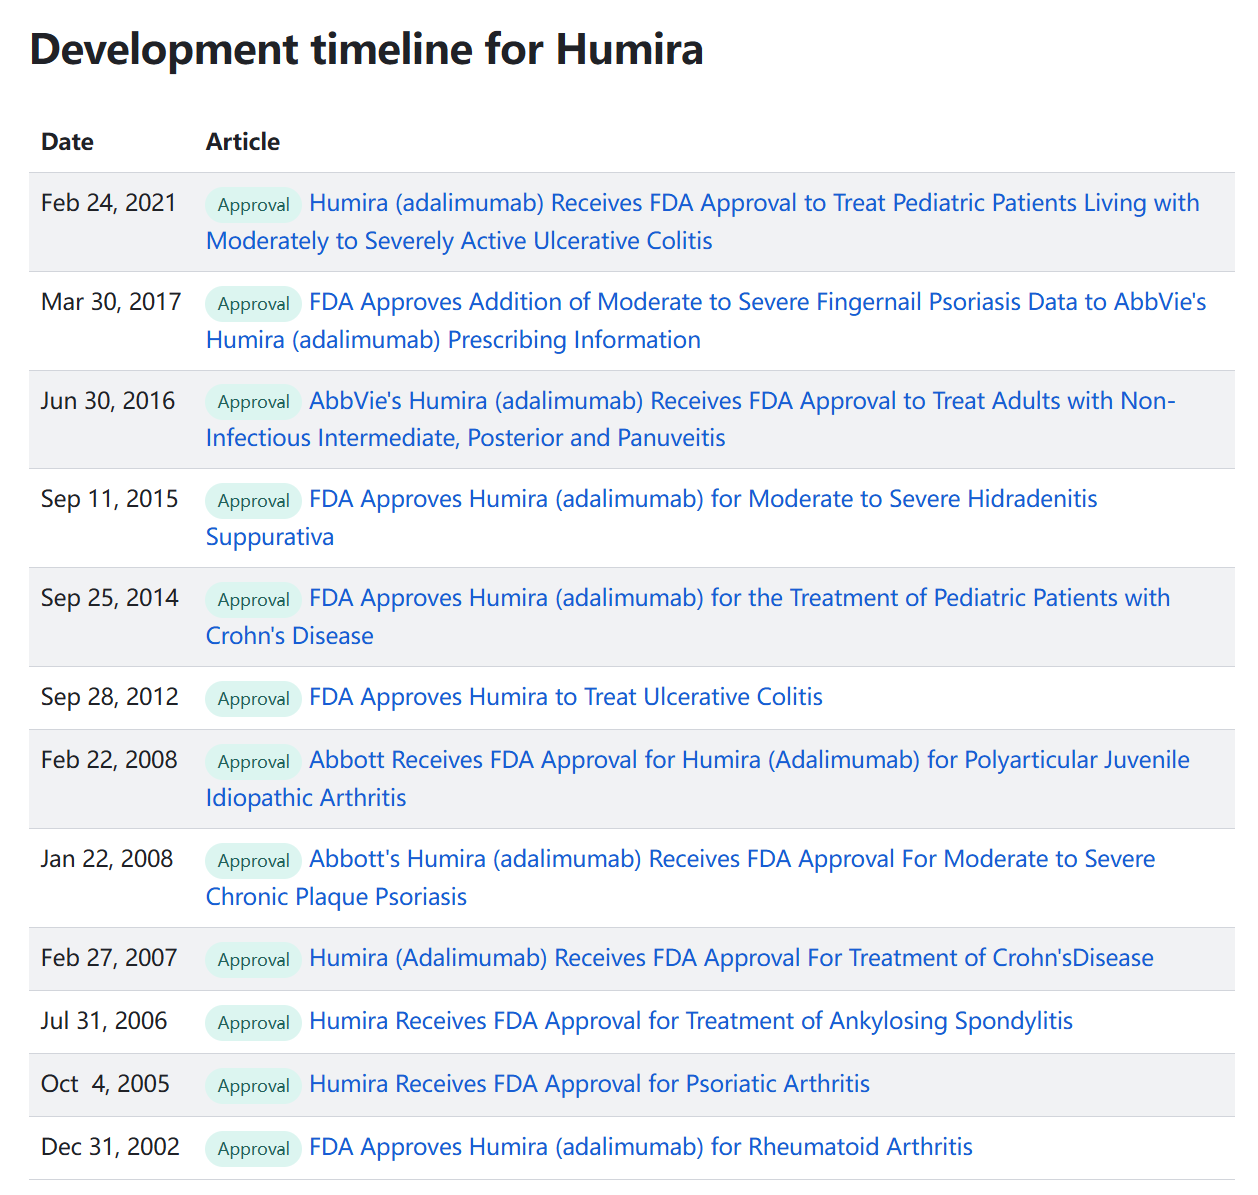 Development timeline for Humira
Date Article
Feb 24, 2021 Approval Humira (adalimumab) Receives FDA Approval to Treat Pediatric Patients Living with
Moderately to Severely Active Ulcerative Colitis
Mar 30, 2017 Approval FDA Approves Addition of Moderate to Severe Fingernail Psoriasis Data to AbbVie's
Humira (adalimumab) Prescribing Information
Jun 30, 2016 Approval AbbVie's Humira (adalimumab) Receives FDA Approval to Treat Adults with Non-
Infectious Intermediate, Posterior and Panuveitis
Sep 11, 2015 Approval FDA Approves Humira (adalimumab) for Moderate to Severe Hidradenitis
Suppurativa
Sep 25, 2014 Approval FDA Approves Humira (adalimumab) for the Treatment of Pediatric Patients with
Crohn's Disease
Sep 28, 2012 Approval FDA Approves Humira to Treat Ulcerative Colitis
Feb 22, 2008 Approval Abbott Receives FDA Approval for Humira (Adalimumab) for Polyarticular Juvenile
Idiopathic Arthritis
Jan 22, 2008 Approval Abbott's Humira (adalimumab) Receives FDA Approval For Moderate to Severe
Chronic Plaque Psoriasis
Feb 27, 2007 Approval Humira (Adalimumab) Receives FDA Approval For Treatment of Crohn'sDisease
Jul 31, 2006 Approval Humira Receives FDA Approval for Treatment of Ankylosing Spondylitis
Oct  4, 2005 Approval Humira Receives FDA Approval for Psoriatic Arthritis
Dec 31, 2002 Approval FDA Approves Humira (adalimumab) for Rheumatoid Arthritis